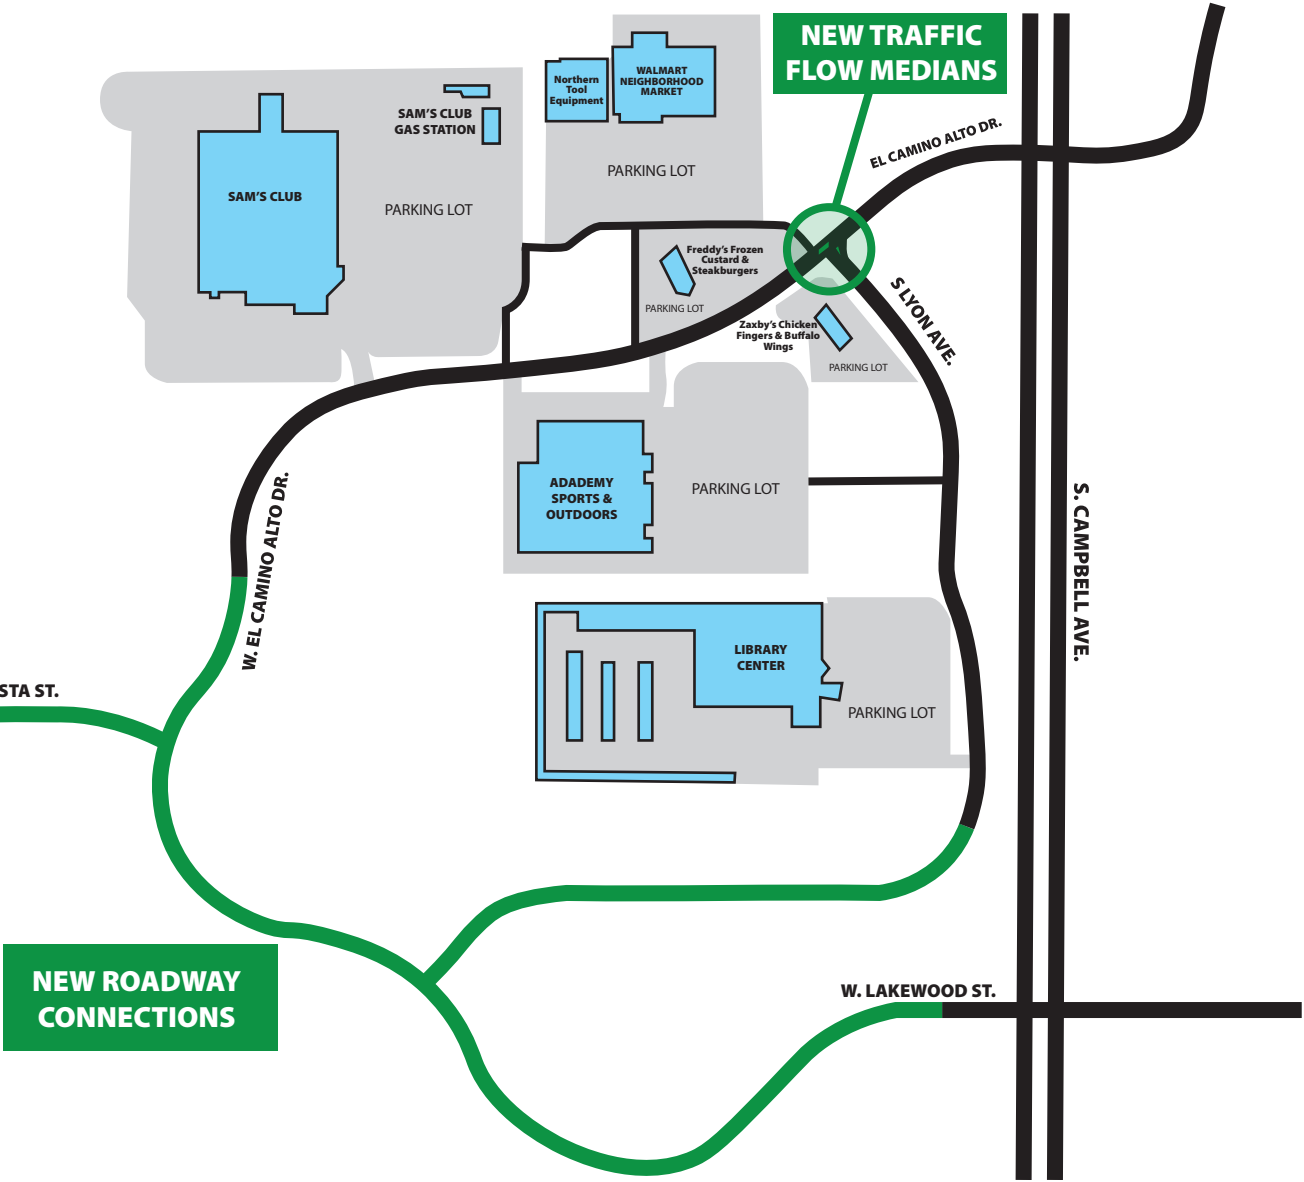 NEW TRAFFIC
FLOW MEDIANS
WALMART
NEIGHBORHOOD
MARKET
Northern
Tool
Equipment
SAM'S CLUB
GAS STATION
EL CAMINO ALTO DR.
PARKING LOT
SAM'S CLUB
PARKING LOT
Freddy's Frozen
Custard &
Steakburgers
PARKING LOT
S LYON AVE.
Zaxby's Chicken
Fingers & Buffalo
Wings
PARKING LOT
W. EL CAMINO ALTO DR.
ADADEMY
SPORTS &
OUTDOORS
PARKING LOT
S. CAMPBELL AVE.
LIBRARY
CENTER
STA ST.
PARKING LOT
NEW ROADWAY
CONNECTIONS
W. LAKEWOOD ST.